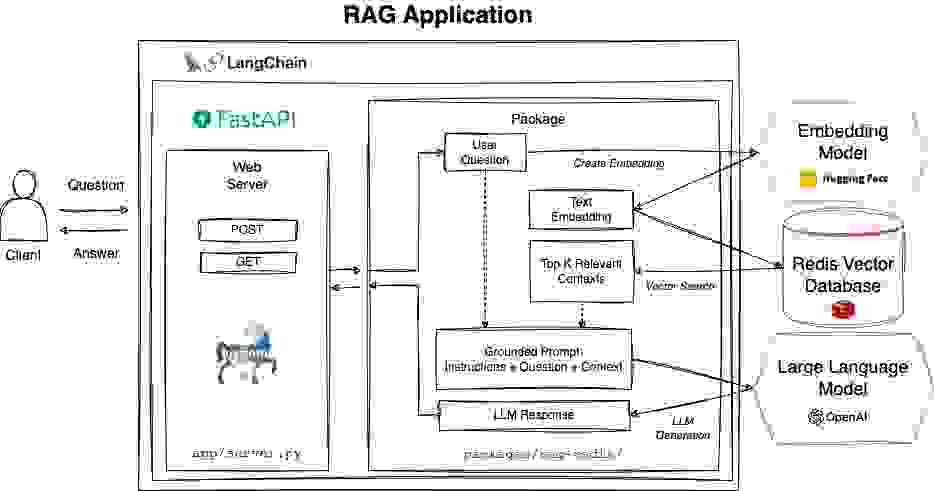 RAG Application
LangChain
FastAPI
Package
Web
Server
POST
GET
Question
Answer
Client
User
Question
Create Embedding
Embedding
Model
Hugging Face
Text
Embedding
Top K Relevant
Contexts
Vector Search
Redis Vector
Database
Grounded Prompt:
Instructions + Question + Context
Large Language
Model
OpenAI
LLM Response
LLM
Generation
app/server.py